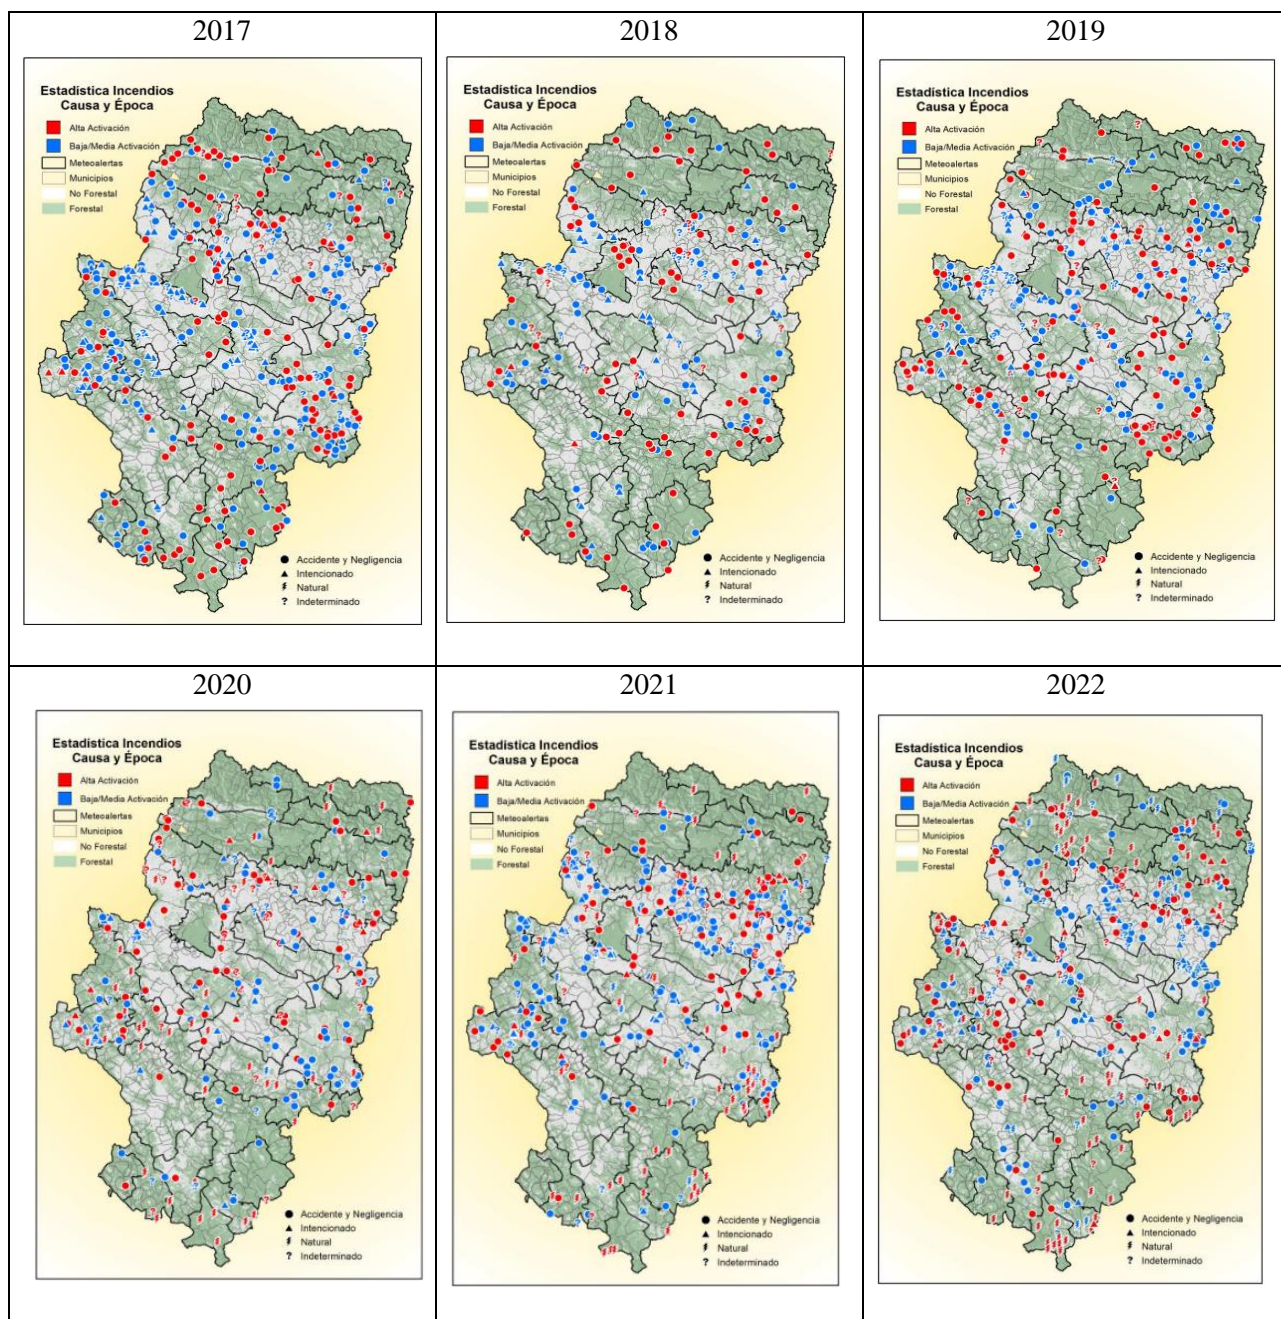 2017
Estadística Incendios
Causa y Época
Alta Activación
Baja/Media Activación
Meteoalertas
Municipios
No Forestal
Forestal
Accidente y Negligencia
Intencionado
Natural
? Indeterminado
2018
Estadística Incendios
Causa y Época
Alta Activación
Baja/Media Activación
Meteoalertas
Municipios
No Forestal
Forestal
Accidente y Negligencia
Intencionado
Natural
? Indeterminado
2019
Estadística Incendios
Causa y Época
Alta Activación
Baja/Media Activación
Meteoalertas
Municipios
No Forestal
Forestal
Accidente y Negligencia
Intencionado
Natural
? Indeterminado
2020
Estadística Incendios
Causa y Época
Alta Activación
Baja/Media Activación
Meteoalertas
Municipios
No Forestal
Forestal
Accidente y Negligencia
Intencionado
Natural
? Indeterminado
2021
Estadística Incendios
Causa y Época
Alta Activación
Baja/Media Activación
Meteoalertas
Municipios
No Forestal
Forestal
Accidente y Negligencia
Intencionado
Natural
? Indeterminado
2022
Estadística Incendios
Causa y Época
Alta Activación
Baja/Media Activación
Meteoalertas
Municipios
No Forestal
Forestal
Accidente y Negligencia
Intencionado
Natural
? Indeterminado